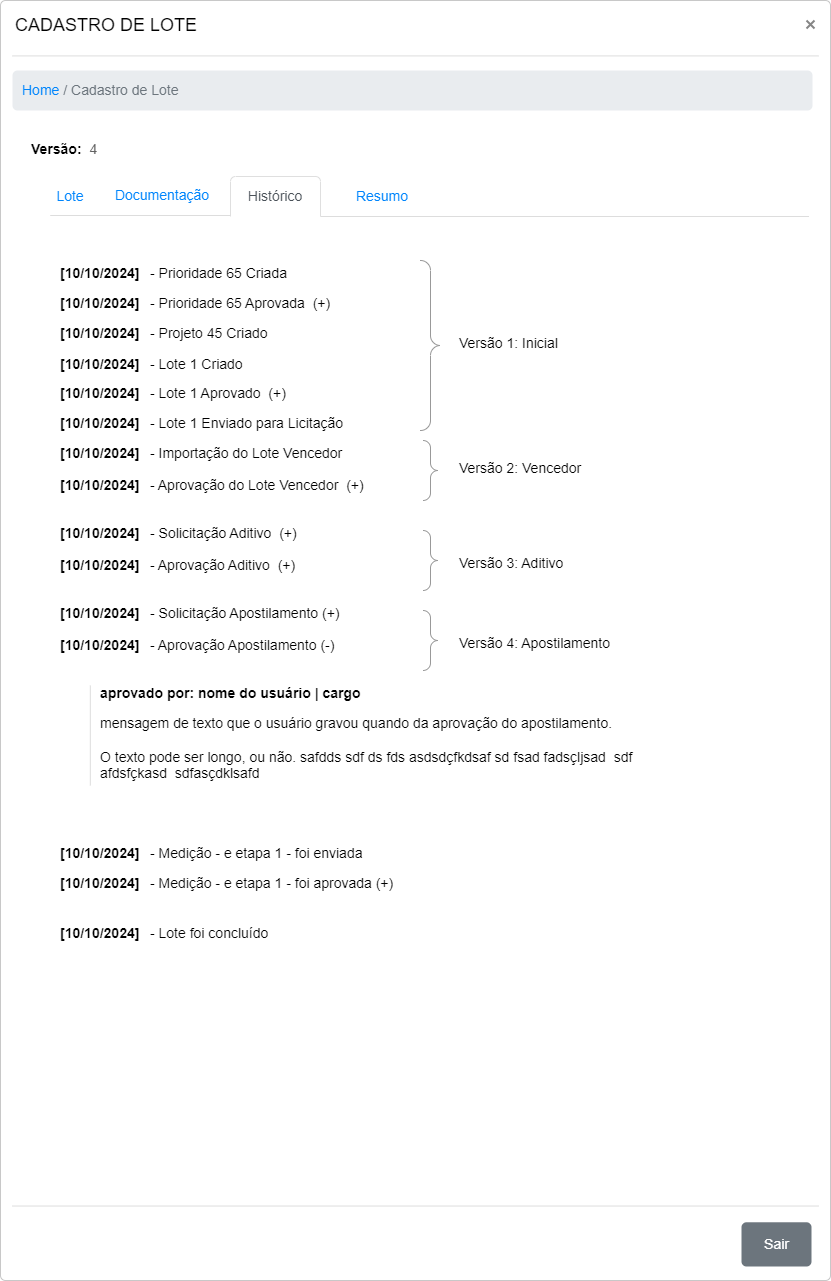 CADASTRO DE LOTE ×
Home / Cadastro de Lote
Versão: 4
Lote Documentação Histórico Resumo
[10/10/2024] - Prioridade 65 Criada
[10/10/2024] - Prioridade 65 Aprovada (+)
[10/10/2024] - Projeto 45 Criado
Versão 1: Inicial
[10/10/2024] - Lote 1 Criado
[10/10/2024] - Lote 1 Aprovado (+)
[10/10/2024] - Lote 1 Enviado para Licitação
[10/10/2024] - Importação do Lote Vencedor
Versão 2: Vencedor
[10/10/2024] - Aprovação do Lote Vencedor (+)
[10/10/2024] - Solicitação Aditivo (+)
[10/10/2024] - Aprovação Aditivo (+)
Versão 3: Aditivo
[10/10/2024] - Solicitação Apostilamento (+)
[10/10/2024] - Aprovação Apostilamento (-)
Versão 4: Apostilamento
aprovado por: nome do usuário | cargo
mensagem de texto que o usuário gravou quando da aprovação do apostilamento.
O texto pode ser longo, ou não. safdds sdf ds fds asdsdçfkdsaf sd fsad fadsçljsad sdf
afdsfçkasd sdfasçdklsafd
[10/10/2024] - Medição - e etapa 1 - foi enviada
[10/10/2024] - Medição - e etapa 1 - foi aprovada (+)
[10/10/2024] - Lote foi concluído
Sair